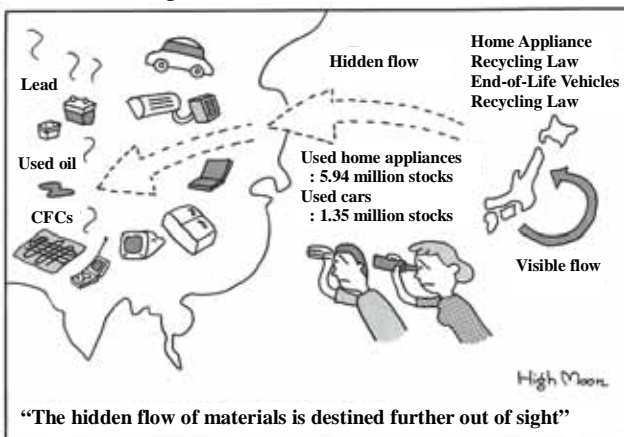 Hidden flow
Home Appliance
Recycling Law
End-of-Life Vehicles
Recycling Law
Lead
Used oil
CFCs
Used home appliances
: 5.94 million stocks
Used cars
: 1.35 million stocks
Visible flow
High Moon
“The hidden flow of materials is destined further out of sight”